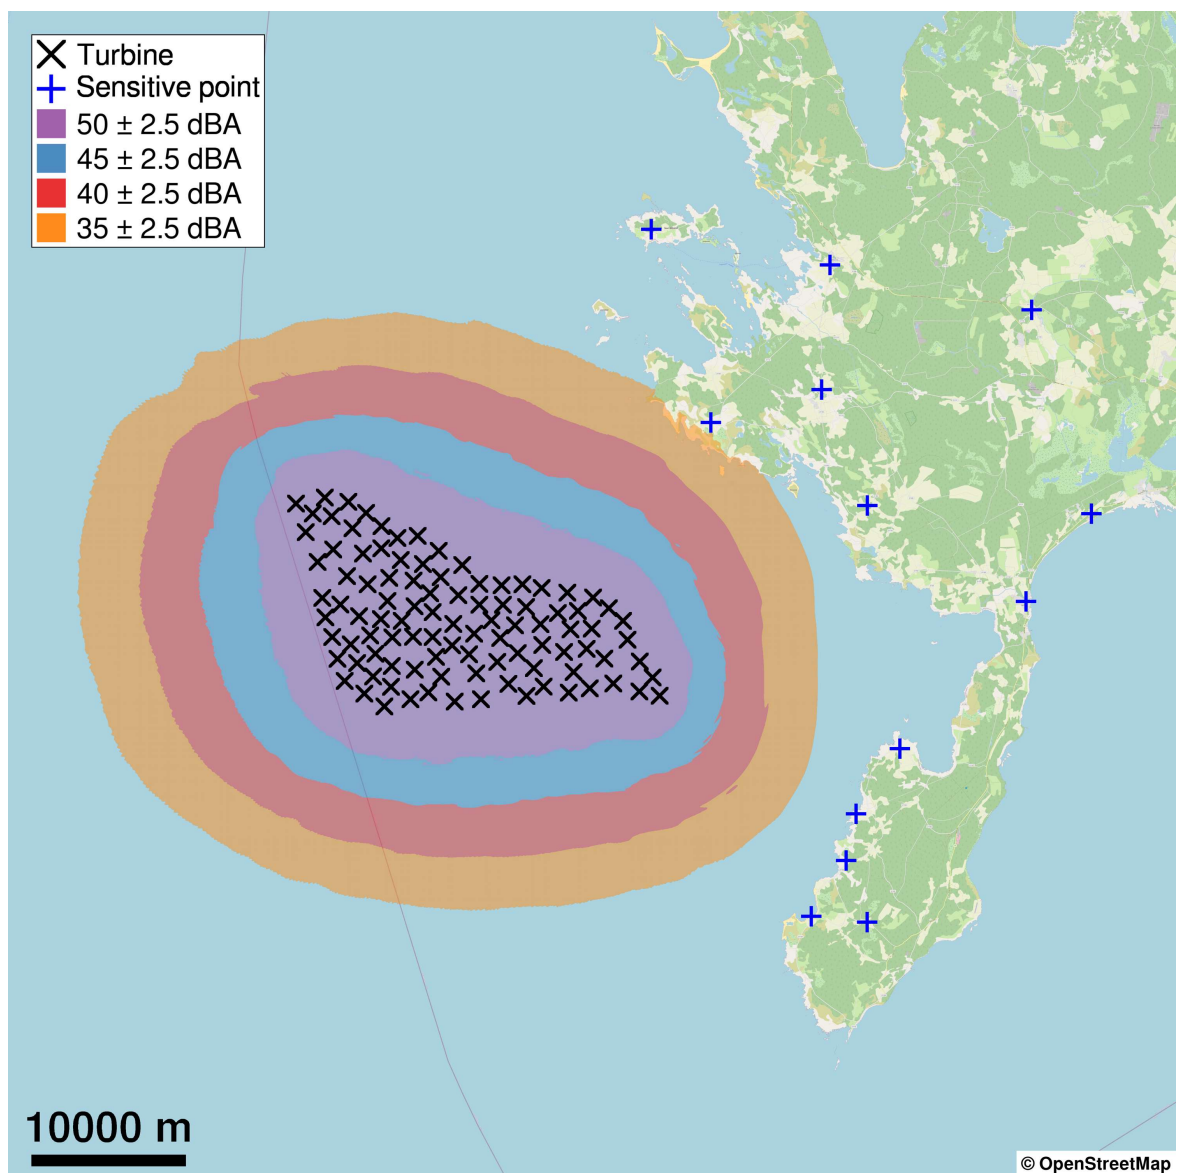 Turbine
Sensitive point
50 ± 2.5 dBA
45 ± 2.5 dBA
40 ± 2.5 dBA
35 ± 2.5 dBA
10000 m
© OpenStreetMap